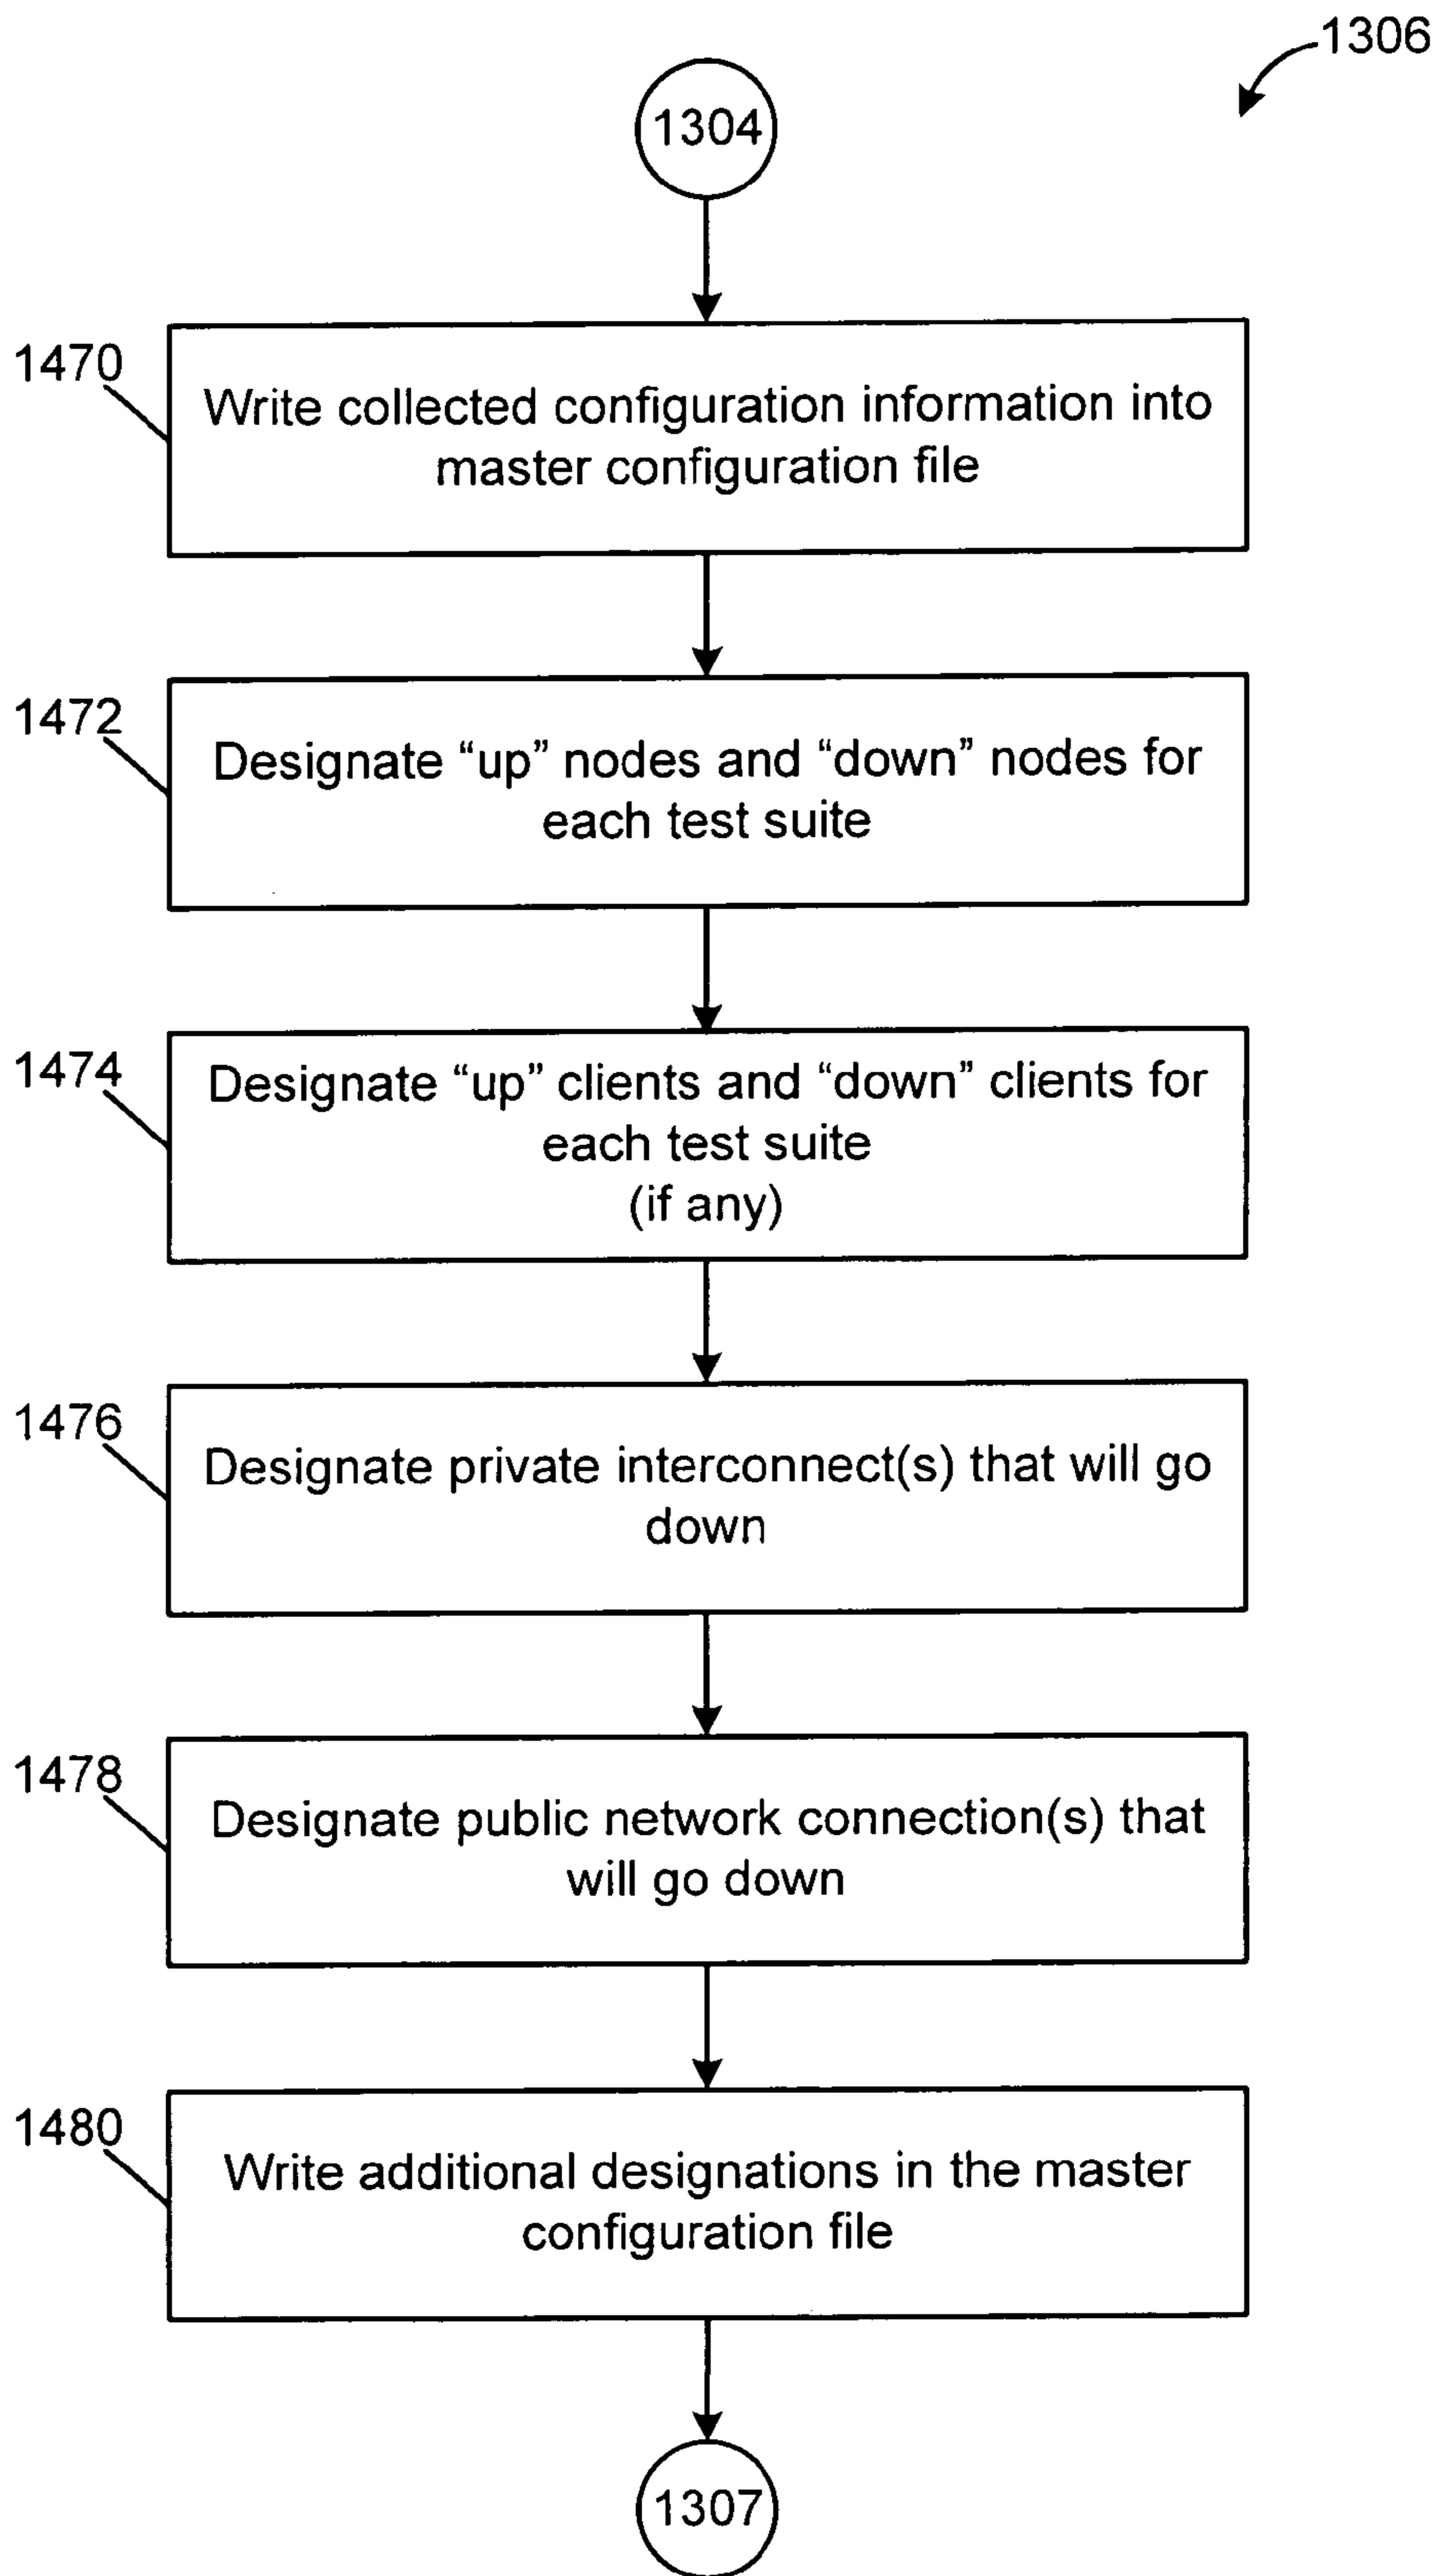 1306
1304
1470
Write collected configuration information into
master configuration file
1472
Designate “up” nodes and “down” nodes for
each test suite
1474
Designate “up” clients and “down” clients for
each test suite
(if any)
1476
Designate private interconnect(s) that will go
down
1478
Designate public network connection(s) that
will go down
1480
Write additional designations in the master
configuration file
1307